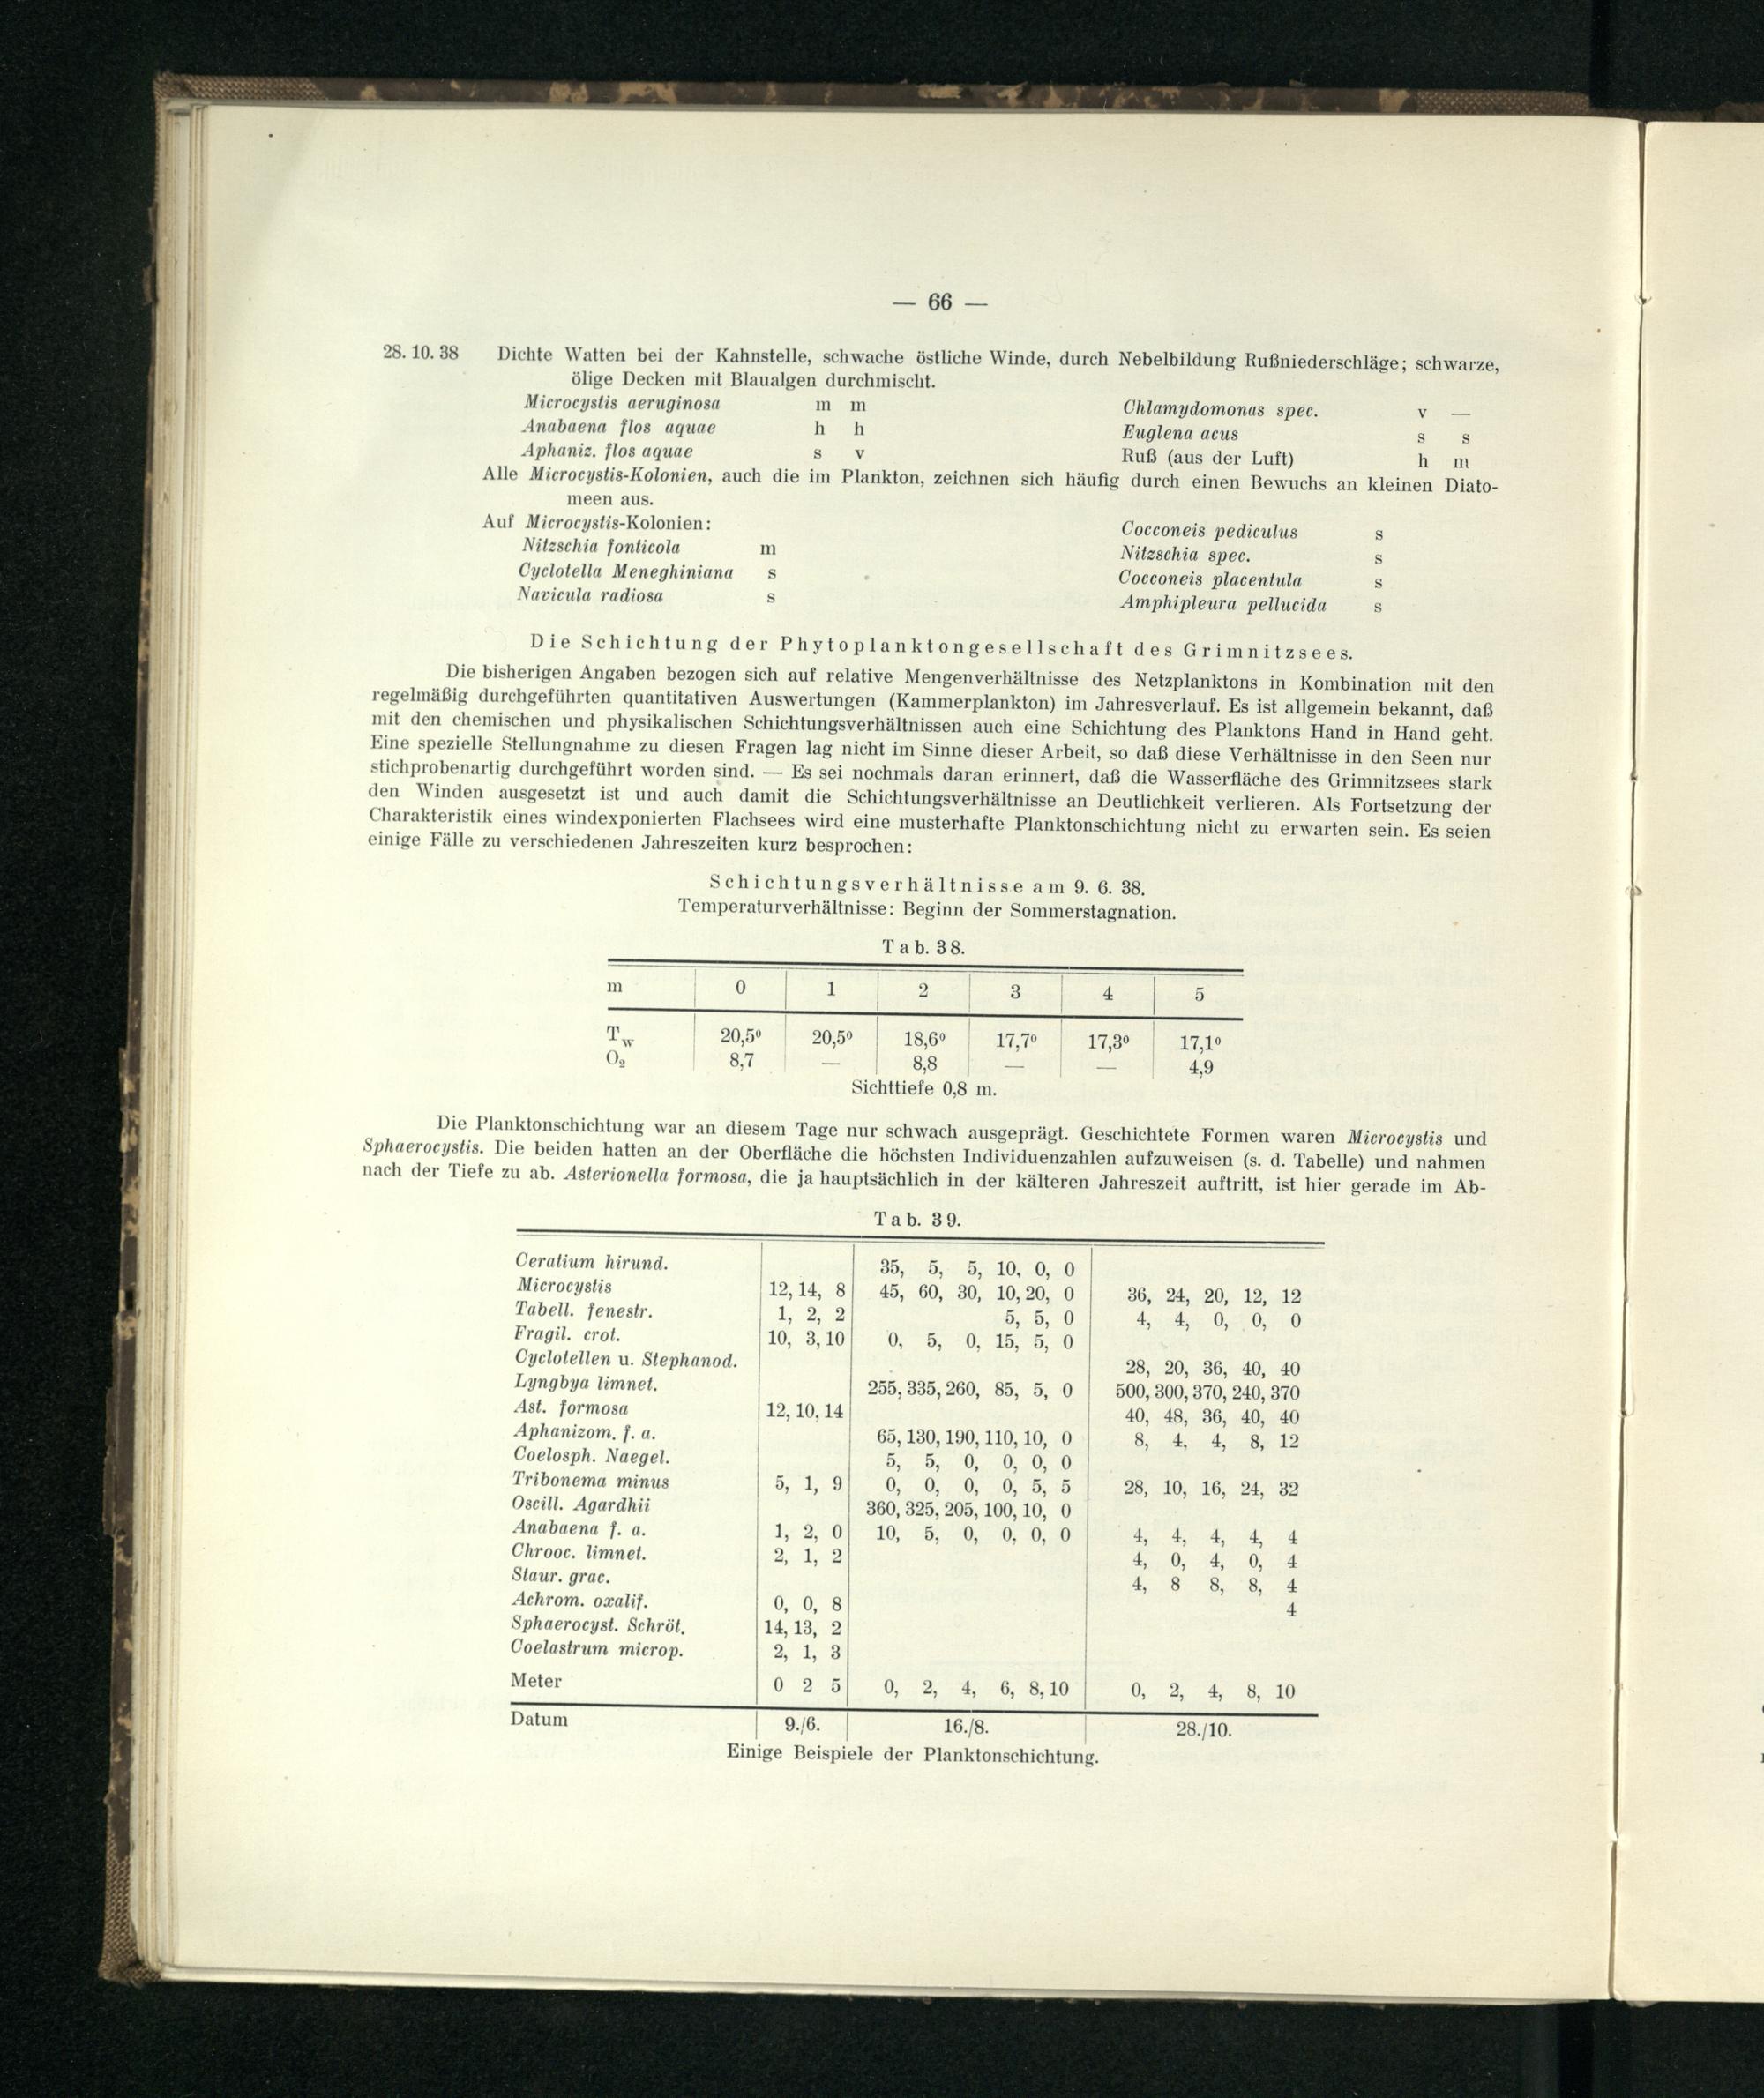 — 66 —
28. 10. 38 Dichte Watten bei der Kahnstelle, schwache östliche Winde, durch Nebelbildung Rußniederschläge; schwarze,
ölige Decken mit Blaualgen durchmischt.
Microcystis aeruginosa m m Chlamydomonas spec. v —
Anabaena flos aquae h h Euglena acus s s
Aphaniz. flos aquae s v Ruß (aus der Luft) h m
Alle Microcystis-Kolonien, auch die im Plankton, zeichnen sich häufig durch einen Bewuchs an kleinen Diato-
meen aus.
Auf Microcystis-Kolonien: Cocconeis pediculus s
Nitzschia fonticola m Nitzschia spec. s
Cyclotella Meneghiniana s Cocconeis placentula s
Navicula radiosa s Amphipleura pellucida s
Die Schichtung der Phytoplanktongesellschaft des Grimnitzsees.
Die bisherigen Angaben bezogen sich auf relative Mengenverhältnisse des Netzplanktons in Kombination mit den
regelmäßig durchgeführten quantitativen Auswertungen (Kammerplankton) im Jahresverlauf. Es ist allgemein bekannt, daß
mit den chemischen und physikalischen Schichtungsverhältnissen auch eine Schichtung des Planktons Hand in Hand geht.
Eine spezielle Stellungnahme zu diesen Fragen lag nicht im Sinne dieser Arbeit, so daß diese Verhältnisse in den Seen nur
stichprobenartig durchgeführt worden sind. — Es sei nochmals daran erinnert, daß die Wasserfläche des Grimnitzsees stark
den Winden ausgesetzt ist und auch damit die Schichtungsverhältnisse an Deutlichkeit verlieren. Als Fortsetzung der
Charakteristik eines windexponierten Flachsees wird eine musterhafte Planktonschichtung nicht zu erwarten sein. Es seien
einige Fälle zu verschiedenen Jahreszeiten kurz besprochen:
Schichtungsverhältnisse am 9. 6. 38.
Temperaturverhältnisse: Beginn der Sommerstagnation.
Tab. 38.
m 0 1 2 3 4 5
Tw 20,5⁰ 20,5⁰ 18,6⁰ 17,7⁰ 17,3⁰ 17,1⁰
O₂ 8,7 — 8,8 — — 4,9
Sichttiefe 0,8 m.
Die Planktonschichtung war an diesem Tage nur schwach ausgeprägt. Geschichtete Formen waren Microcystis und
Sphaerocystis. Die beiden hatten an der Oberfläche die höchsten Individuenzahlen aufzuweisen (s. d. Tabelle) und nahmen
nach der Tiefe zu ab. Asterionella formosa, die ja hauptsächlich in der kälteren Jahreszeit auftritt, ist hier gerade im Ab-
Tab. 39.
Ceratium hirund. 35, 5, 5, 10, 0, 0
Microcystis 12, 14, 8 45, 60, 30, 10, 20, 0 36, 24, 20, 12, 12
Tabell. fenestr. 1, 2, 2 5, 5, 0 4, 4, 0, 0, 0
Fragil. crot. 10, 3, 10 0, 5, 0, 15, 5, 0
Cyclotellen u. Stephanod. 28, 20, 36, 40, 40
Lyngbya limnet. 255, 335, 260, 85, 5, 0 500, 300, 370, 240, 370
Ast. formosa 12, 10, 14 40, 48, 36, 40, 40
Aphanizom. f. a. 65, 130, 190, 110, 10, 0 8, 4, 4, 8, 12
Coelosph. Naegel. 5, 5, 0, 0, 0, 0
Tribonema minus 5, 1, 9 0, 0, 0, 0, 5, 5 28, 10, 16, 24, 32
Oscill. Agardhii 360, 325, 205, 100, 10, 0
Anabaena f. a. 1, 2, 0 10, 5, 0, 0, 0, 0 4, 4, 4, 4, 4
Chrooc. limnet. 2, 1, 2 4, 0, 4, 0, 4
Staur. grac. 4, 8 8, 8, 4
Achrom. oxalif. 0, 0, 8 4
Sphaerocyst. Schröt. 14, 13, 2
Coelastrum microp. 2, 1, 3
Meter 0 2 5 0, 2, 4, 6, 8, 10 0, 2, 4, 8, 10
Datum 9./6. 16./8. 28./10.
Einige Beispiele der Planktonschichtung.